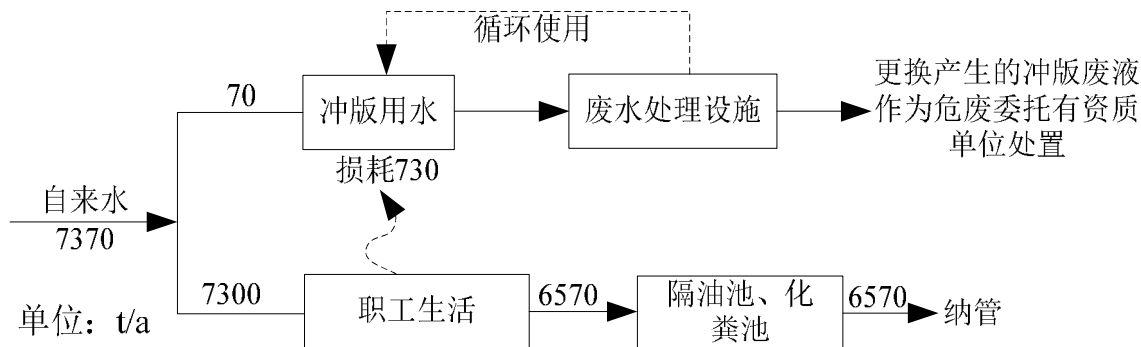 循环使用
70
冲版用水
废水处理设施
更换产生的冲版废液
作为危废委托有资质
单位处置
损耗730
自来水
7370
7300
职工生活
6570
隔油池、化
粪池
6570
纳管
单位：t/a